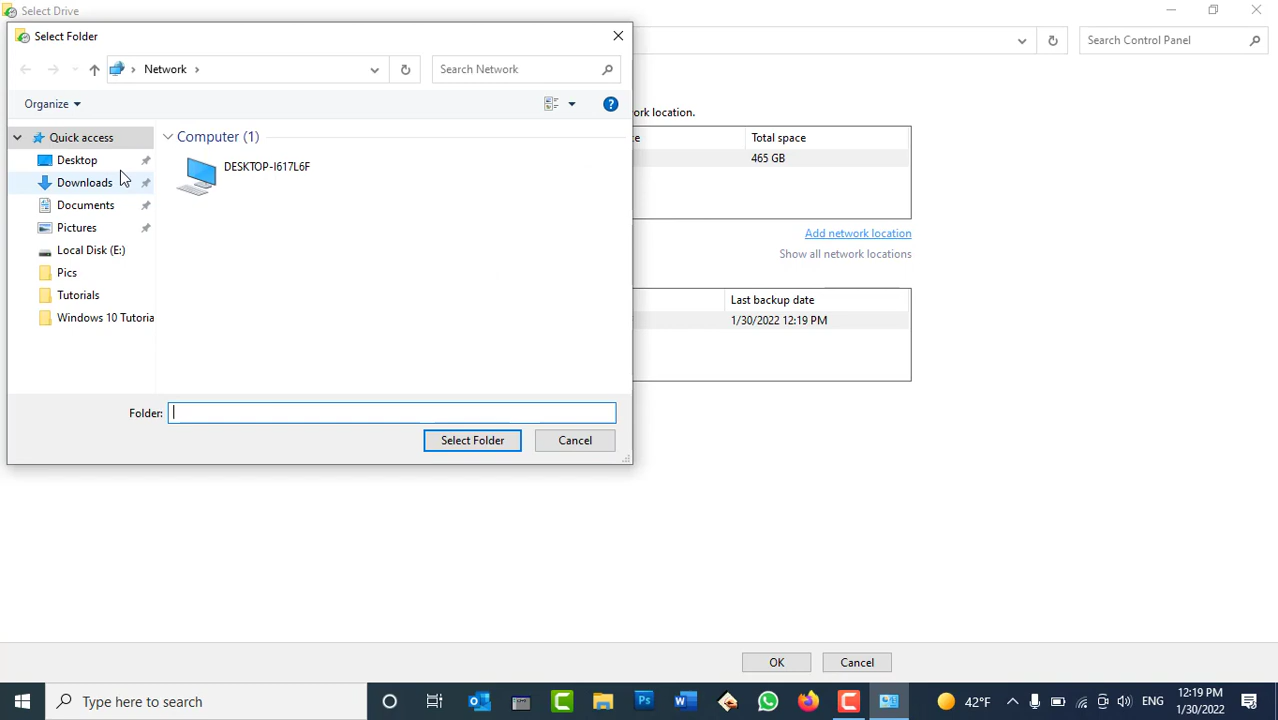 Select Drive
Select Folder
Network
Search Network
Search Control Panel
Organize
ork location.
Quick access
Desktop
Downloads
Documents
Pictures
Local Disk (E:)
Pics
Tutorials
Windows 10 Tutoria
Computer (1)
DESKTOP-I617L6F
Folder:
Select Folder
Cancel
e
Total space
465 GB
Add network location
Show all network locations
Last backup date
1/30/2022 12:19 PM
OK
Cancel
Type here to search
42°F
ENG
12:19 PM
1/30/2022